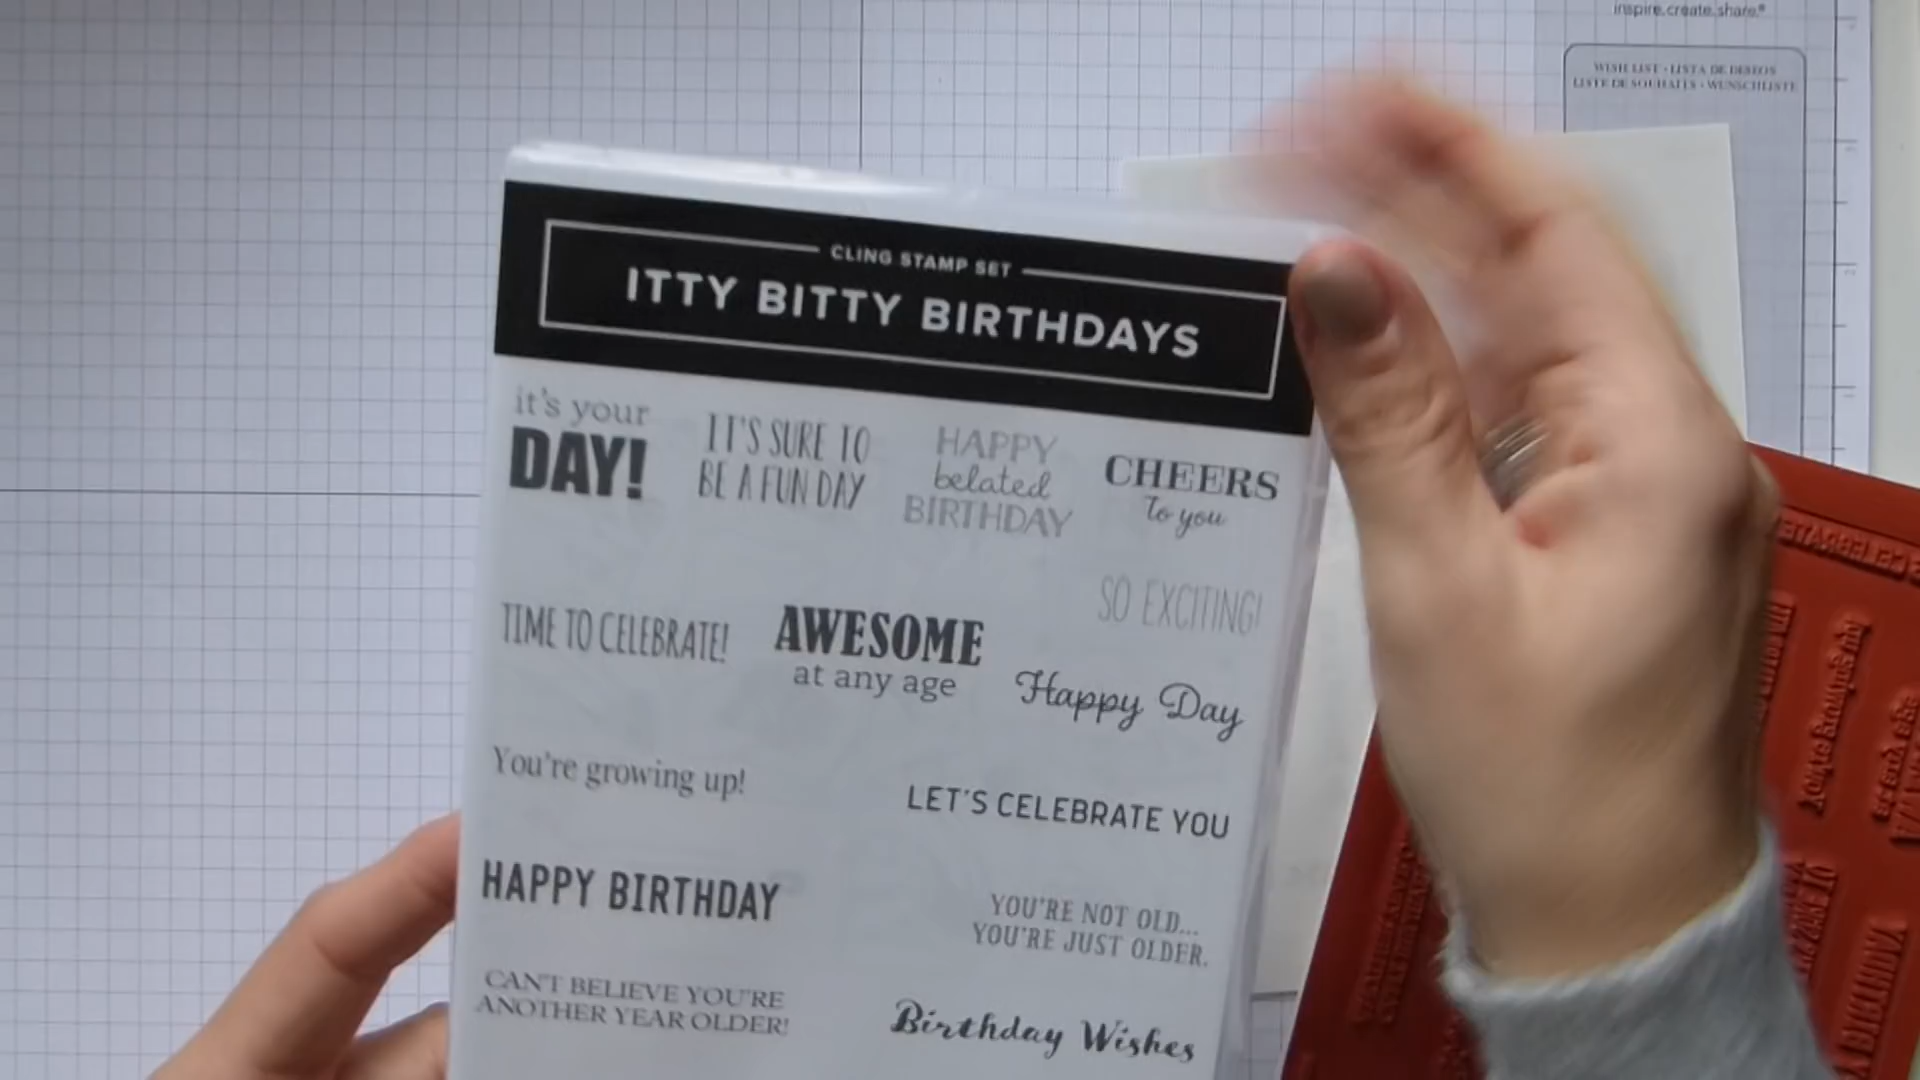 inspire.create.share.®
WISH LIST • LISTA DE DESEOS
LISTE DE SOUHAITS • WUNSCHLISTE
CLING STAMP SET
ITTY BITTY BIRTHDAYS
it's your
DAY!
IT'S SURE TO
BE A FUN DAY
HAPPY
belated
BIRTHDAY
CHEERS
to you
TIME TO CELEBRATE!
AWESOME
at any age
SO EXCITING!
Happy Day
You're growing up!
LET'S CELEBRATE YOU
HAPPY BIRTHDAY
YOU'RE NOT OLD...
YOU'RE JUST OLDER.
CAN'T BELIEVE YOU'RE
ANOTHER YEAR OLDER!
Birthday Wishes